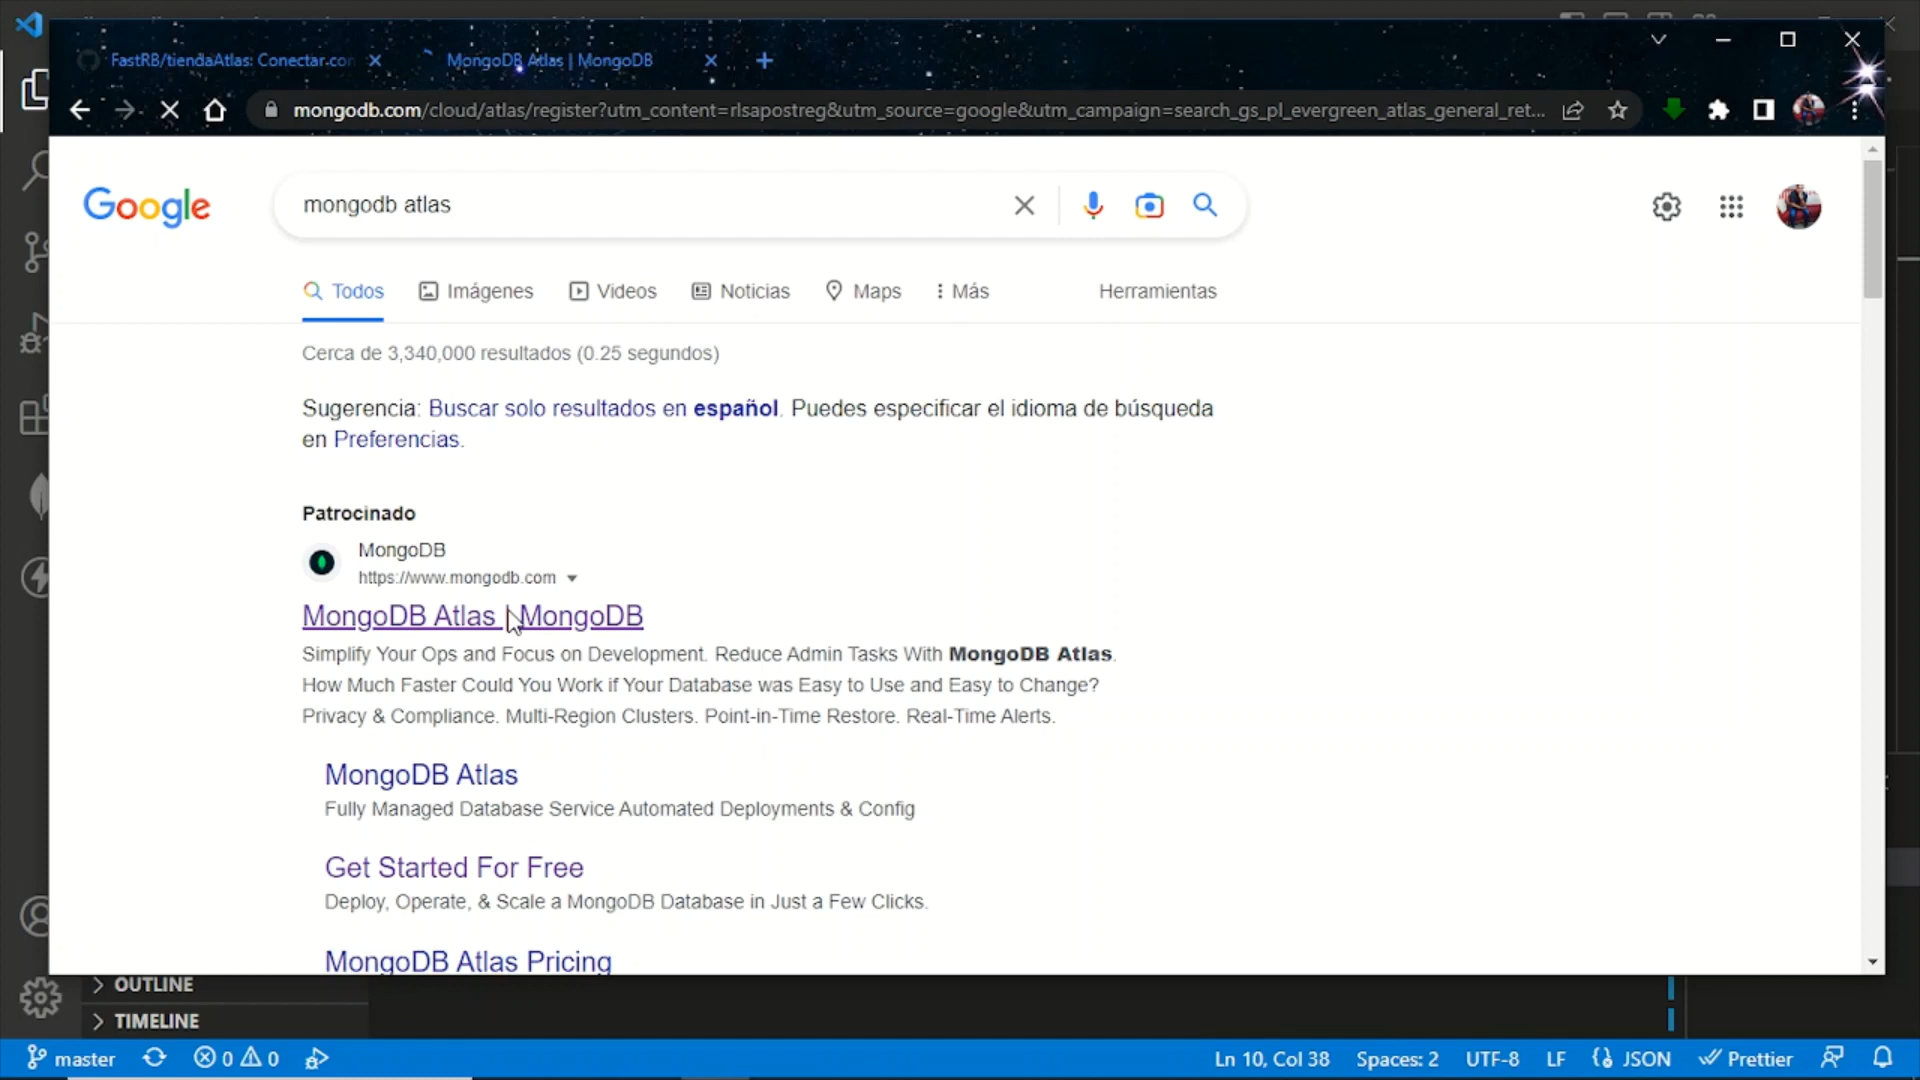 FastRB/tiendaAtlas: Conectar con
MongoDB Atlas | MongoDB
mongodb.com/cloud/atlas/register?utm_content=rlsapostreg&utm_source=google&utm_campaign=search_gs_pl_evergreen_atlas_general_ret...
Google
mongodb atlas
Todos
Imágenes
Videos
Noticias
Maps
Más
Herramientas
Cerca de 3,340,000 resultados (0.25 segundos)
Sugerencia: Buscar solo resultados en español. Puedes especificar el idioma de búsqueda
en Preferencias.
Patrocinado
MongoDB
https://www.mongodb.com
MongoDB Atlas | MongoDB
Simplify Your Ops and Focus on Development. Reduce Admin Tasks With MongoDB Atlas.
How Much Faster Could You Work if Your Database was Easy to Use and Easy to Change?
Privacy & Compliance. Multi-Region Clusters. Point-in-Time Restore. Real-Time Alerts.
MongoDB Atlas
Fully Managed Database Service Automated Deployments & Config
Get Started For Free
Deploy, Operate, & Scale a MongoDB Database in Just a Few Clicks.
MongoDB Atlas Pricing
OUTLINE
TIMELINE
master
0
0
Ln 10, Col 38
Spaces: 2
UTF-8
LF
JSON
Prettier